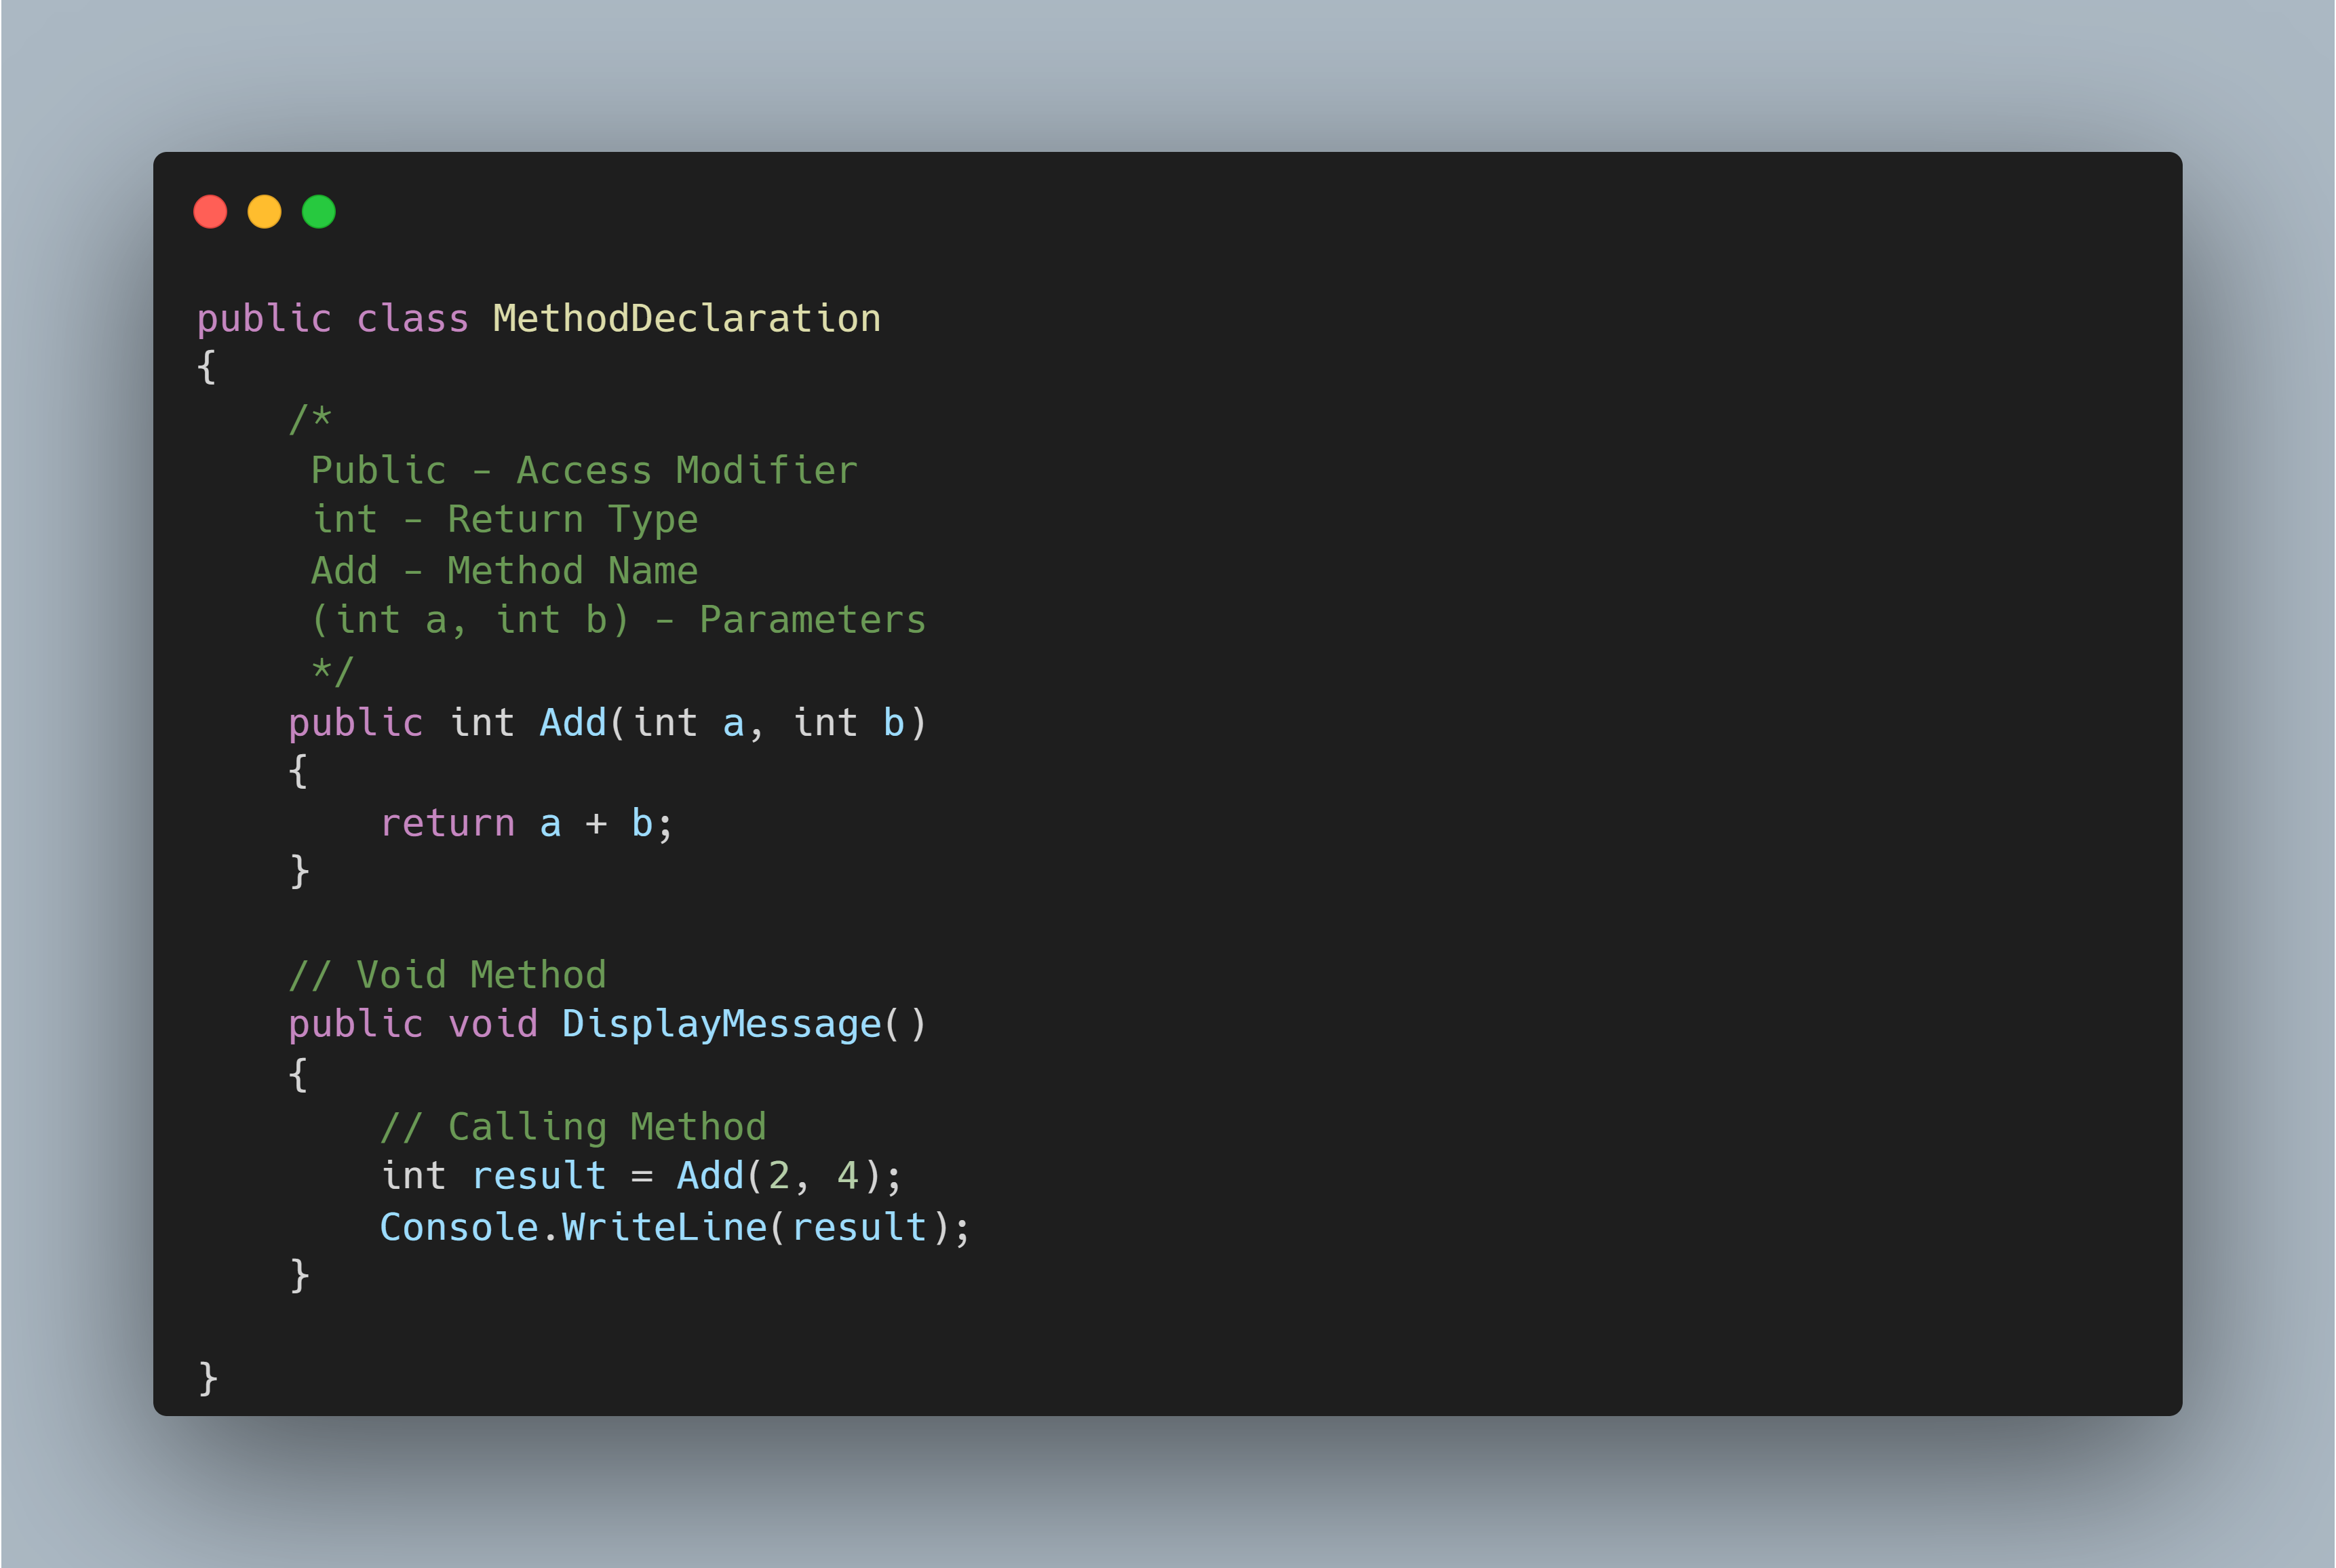 public class MethodDeclaration
{
    /*
     Public - Access Modifier
     int - Return Type
     Add - Method Name
     (int a, int b) - Parameters
     */
    public int Add(int a, int b)
    {
        return a + b;
    }

    // Void Method
    public void DisplayMessage()
    {
        // Calling Method
        int result = Add(2, 4);
        Console.WriteLine(result);
    }

}